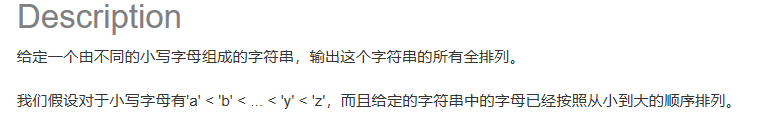 Description
给定一个由不同的小写字母组成的字符串，输出这个字符串的所有全排列。
我们假设对于小写字母有'a' < 'b' < ... < 'y' < 'z'，而且给定的字符串中的字母已经按照从小到大的顺序排列。